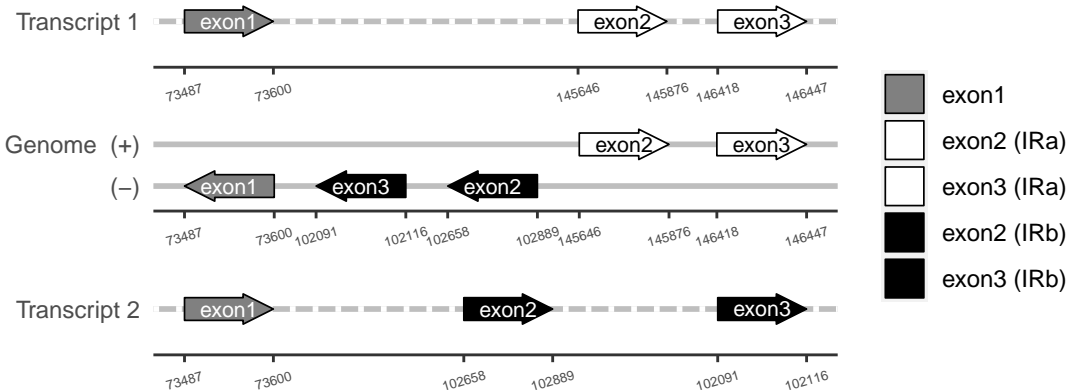 Transcript 1 exon1 exon2 exon3
73487 73600 145646 145876 146418 146447
Genome (+) exon2 exon3
(–) exon1 exon3 exon2
73487 73600 102091 102116 102658 102889 145646 145876 146418 146447
Transcript 2 exon1 exon2 exon3
73487 73600 102658 102889 102091 102116
exon1
exon2 (IRa)
exon3 (IRa)
exon2 (IRb)
exon3 (IRb)